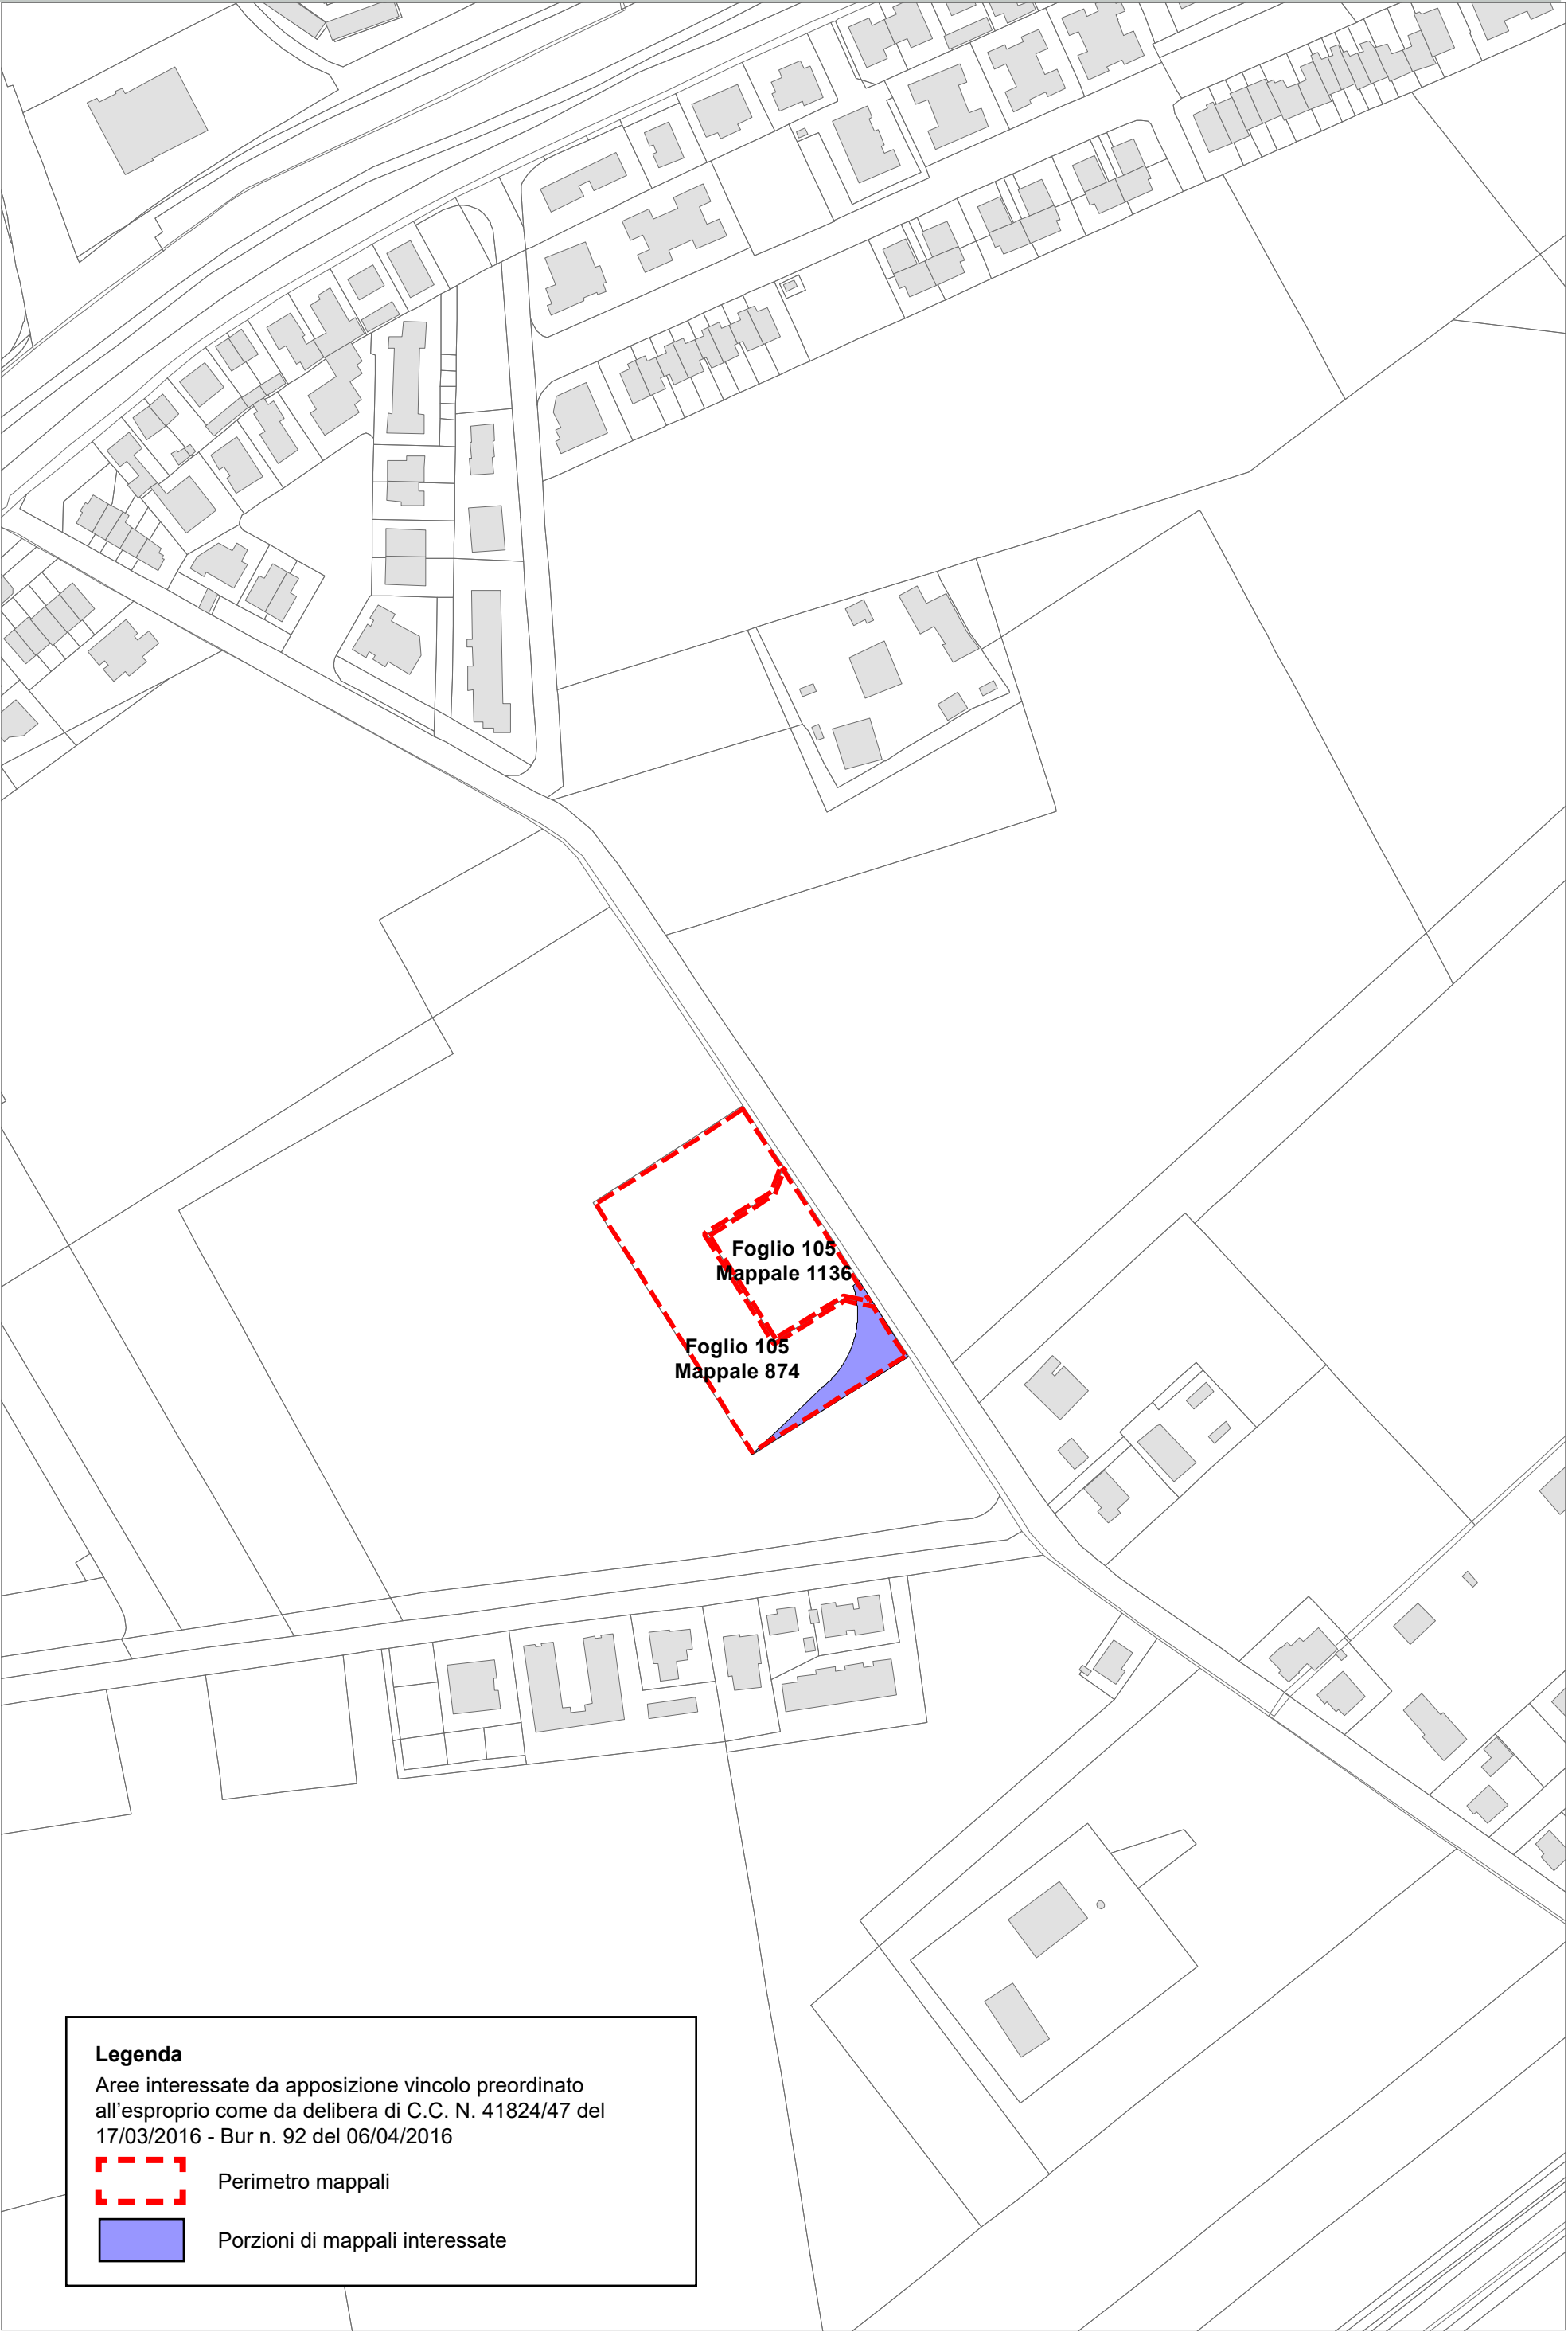 Foglio 105
Mappale 1136
Foglio 105
Mappale 874
Legenda
Aree interessate da apposizione vincolo preordinato
all'esproprio come da delibera di C.C. N. 41824/47 del
17/03/2016 - Bur n. 92 del 06/04/2016
Perimetro mappali
Porzioni di mappali interessate